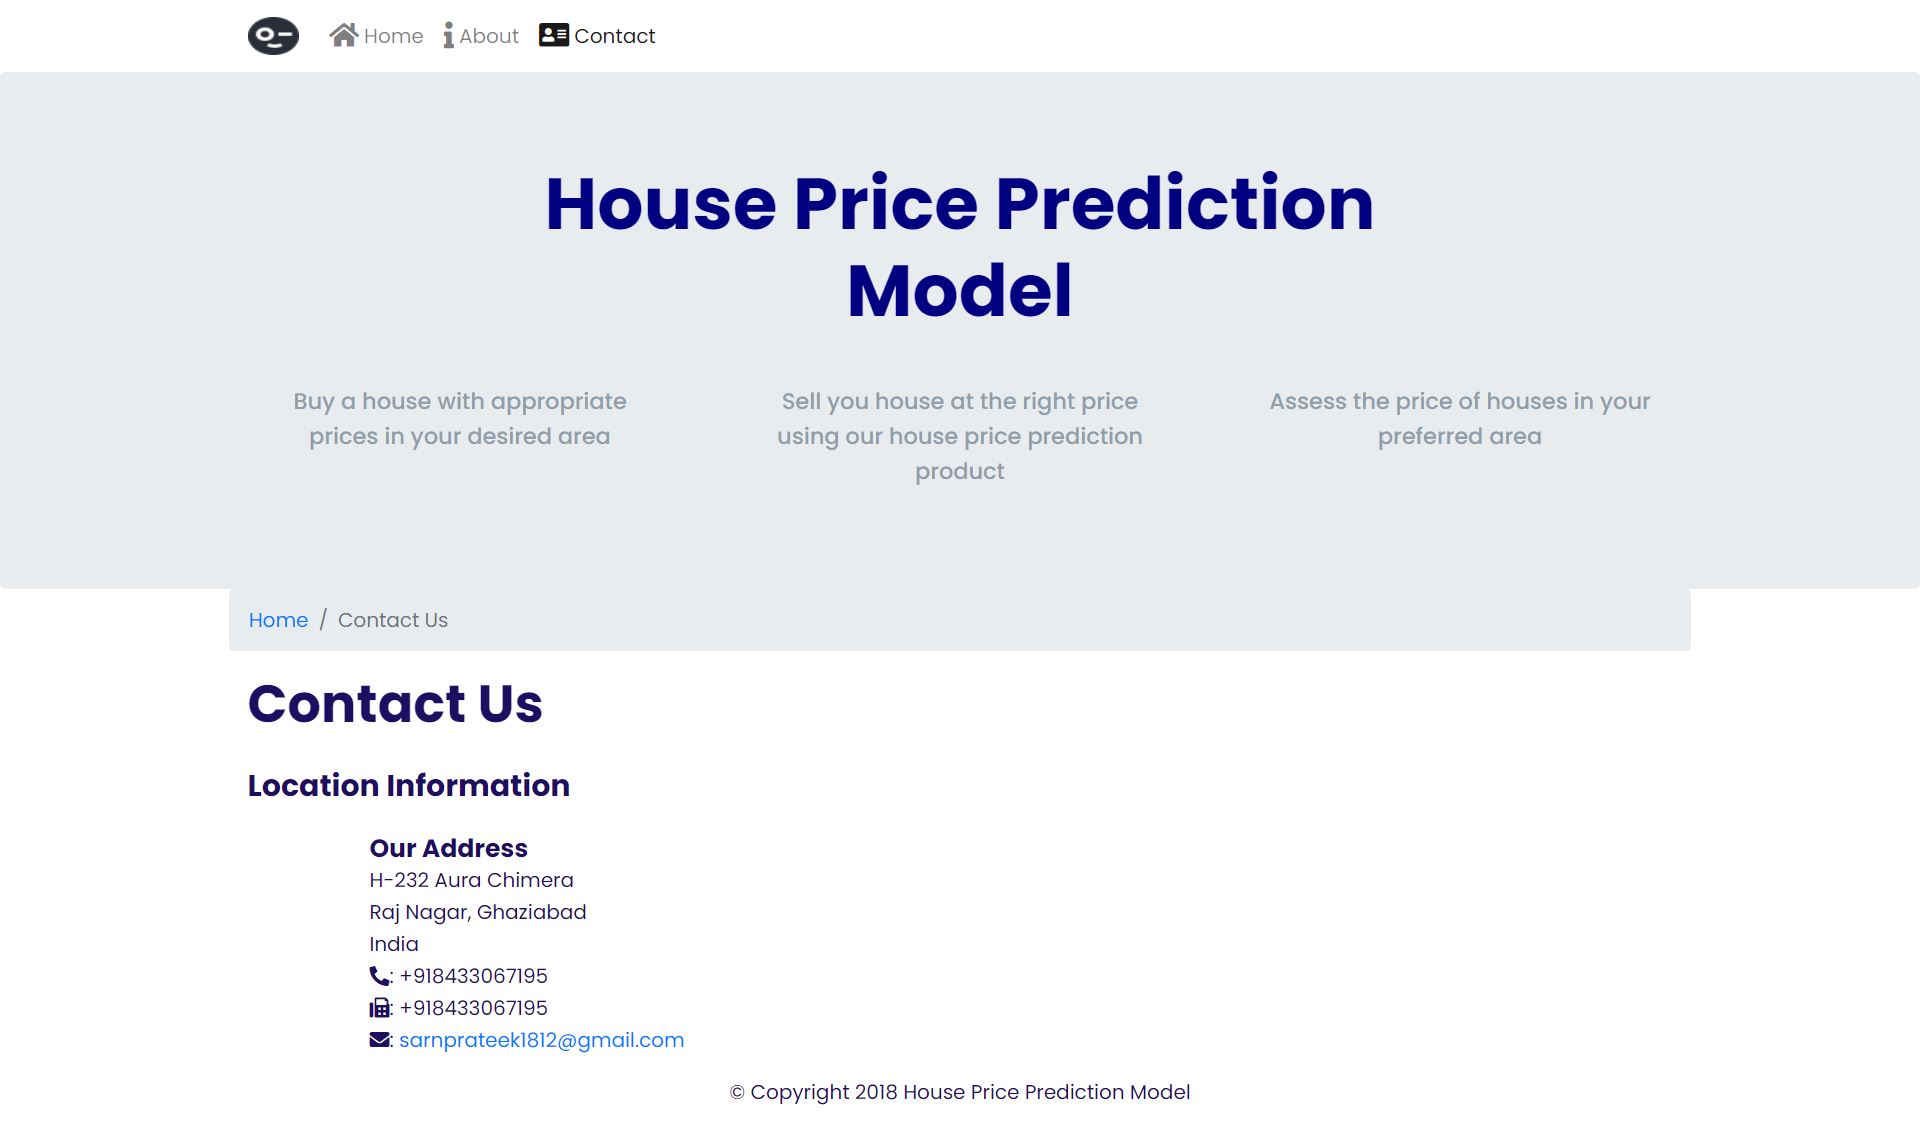 Home About Contact
House Price Prediction
Model
Buy a house with appropriate
prices in your desired area
Sell you house at the right price
using our house price prediction
product
Assess the price of houses in your
preferred area
Home / Contact Us
Contact Us
Location Information
Our Address
H-232 Aura Chimera
Raj Nagar, Ghaziabad
India
: +918433067195
: +918433067195
: sarnprateek1812@gmail.com
© Copyright 2018 House Price Prediction Model